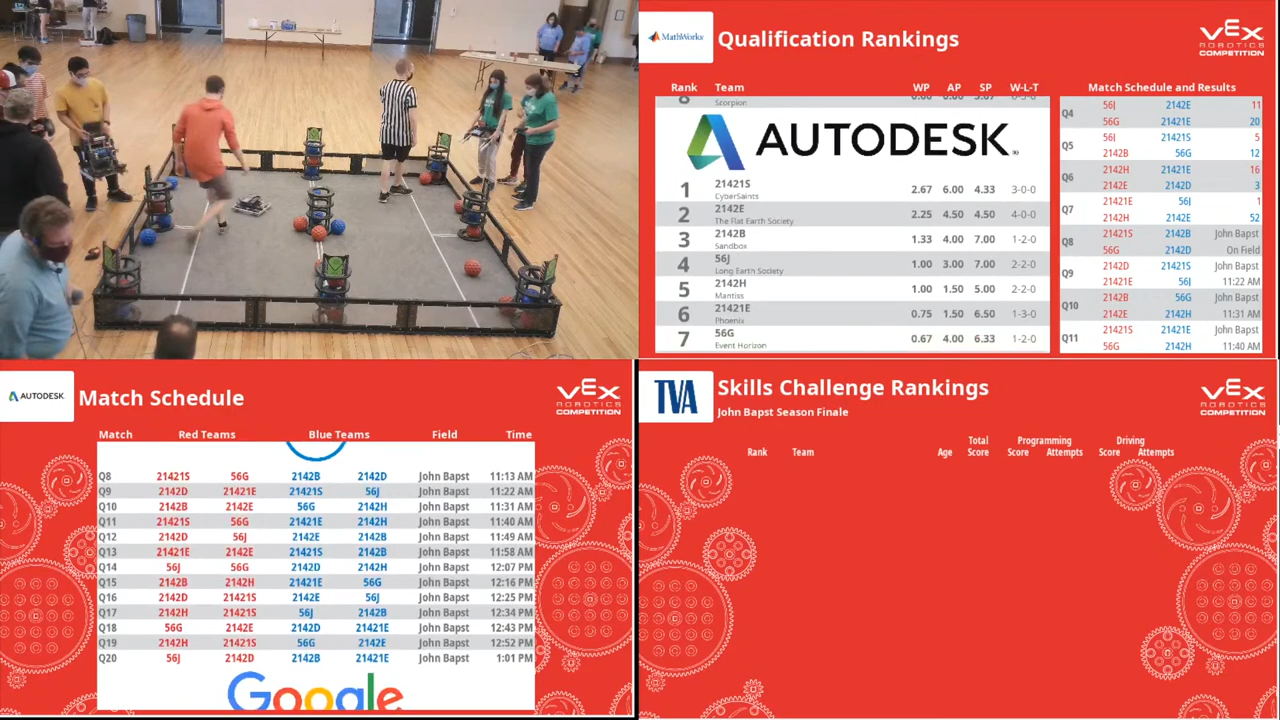 MathWorks
Qualification Rankings
VEX
ROBOTICS
COMPETITION
Rank Team WP AP SP W-L-T
Scorpion
AUTODESK
1 21421S 2.67 6.00 4.33 3-0-0
CyberSaints
2 2142E 2.25 4.50 4.50 4-0-0
The Flat Earth Society
3 2142B 1.33 4.00 7.00 1-2-0
Sandbox
4 56J 1.00 3.00 7.00 2-2-0
Long Earth Society
5 2142H 1.00 1.50 5.00 2-2-0
Mantiss
6 21421E 0.75 1.50 6.50 1-3-0
Phoenix
7 56G 0.67 4.00 6.33 1-2-0
Event Horizon
Match Schedule and Results
Q4 56J 2142E 11
56G 21421E 20
Q5 56J 21421S 5
2142B 56G 12
Q6 2142H 21421E 16
2142E 2142D 3
Q7 21421E 56J 1
2142H 2142E 52
Q8 21421S 2142B John Bapst
56G 2142D On Field
Q9 2142D 21421S John Bapst
21421E 56J 11:22 AM
Q10 2142B 56G John Bapst
2142E 2142H 11:31 AM
Q11 21421S 21421E John Bapst
56G 2142H 11:40 AM
AUTODESK
Match Schedule
VEX
ROBOTICS
COMPETITION
Match Red Teams Blue Teams Field Time
Q8 21421S 56G 2142B 2142D John Bapst 11:13 AM
Q9 2142D 21421E 21421S 56J John Bapst 11:22 AM
Q10 2142B 2142E 56G 2142H John Bapst 11:31 AM
Q11 21421S 56G 21421E 2142H John Bapst 11:40 AM
Q12 2142D 56J 2142E 2142B John Bapst 11:49 AM
Q13 21421E 2142E 21421S 2142B John Bapst 11:58 AM
Q14 56J 56G 2142D 2142H John Bapst 12:07 PM
Q15 2142B 2142H 21421E 56G John Bapst 12:16 PM
Q16 2142D 21421S 2142E 56J John Bapst 12:25 PM
Q17 2142H 21421S 56J 2142B John Bapst 12:34 PM
Q18 56G 2142E 2142D 21421E John Bapst 12:43 PM
Q19 2142H 21421S 56G 2142E John Bapst 12:52 PM
Q20 56J 2142D 2142B 21421E John Bapst 1:01 PM
Google
TVA
Skills Challenge Rankings
John Bapst Season Finale
VEX
ROBOTICS
COMPETITION
Total Programming Driving
Rank Team Age Score Score Attempts Score Attempts